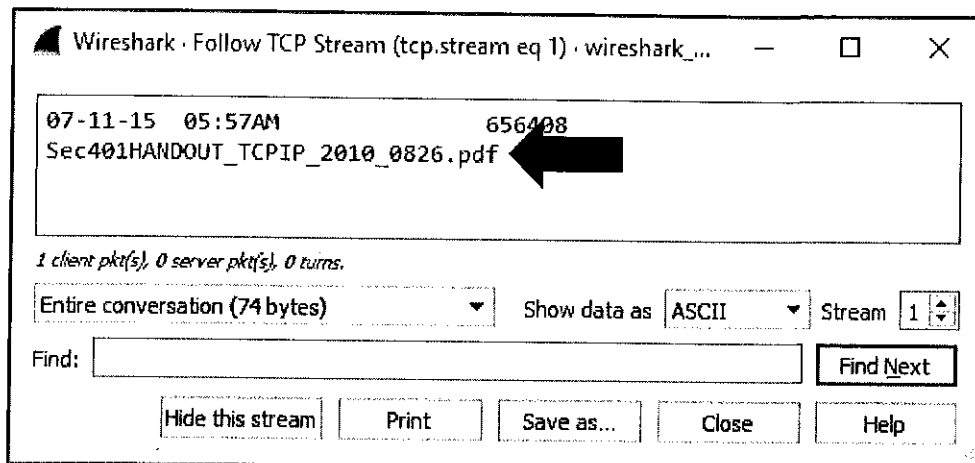 Wireshark · Follow TCP Stream (tcp.stream eq 1) · wireshark_...
07-11-15 05:57AM 656408
Sec401HANDOUT_TCPIP_2010_0826.pdf
1 client pkt(s), 0 server pkt(s), 0 turns.
Entire conversation (74 bytes) Show data as ASCII Stream 1
Find: Find Next
Hide this stream Print Save as... Close Help